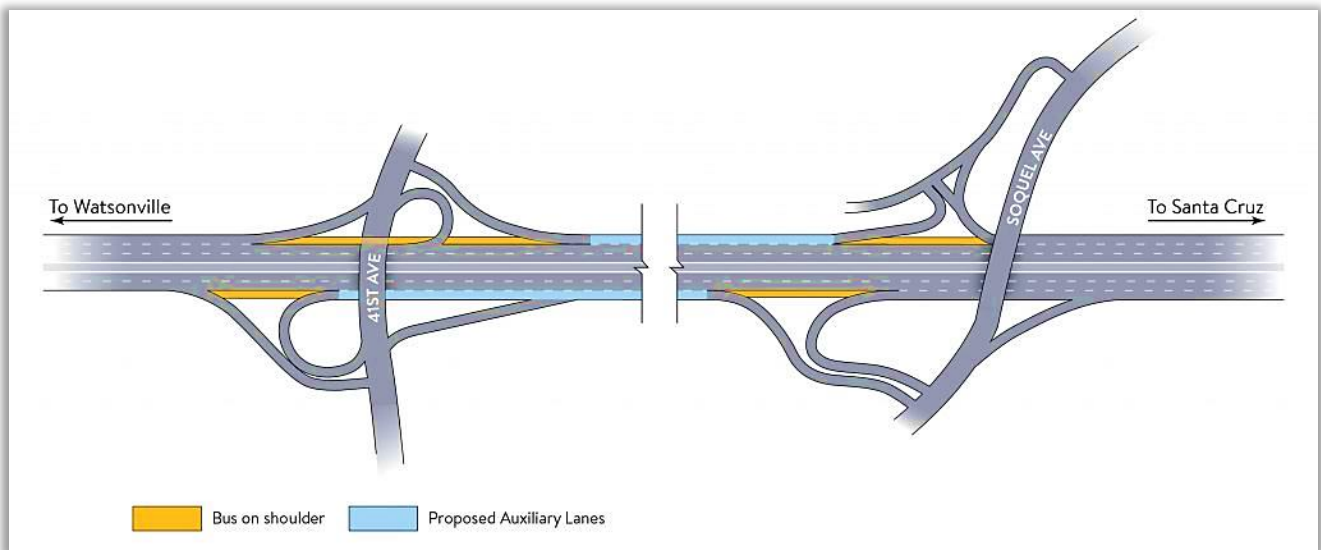 To Watsonville
41ST AVE
SOQUEL AVE
To Santa Cruz
Bus on shoulder
Proposed Auxiliary Lanes